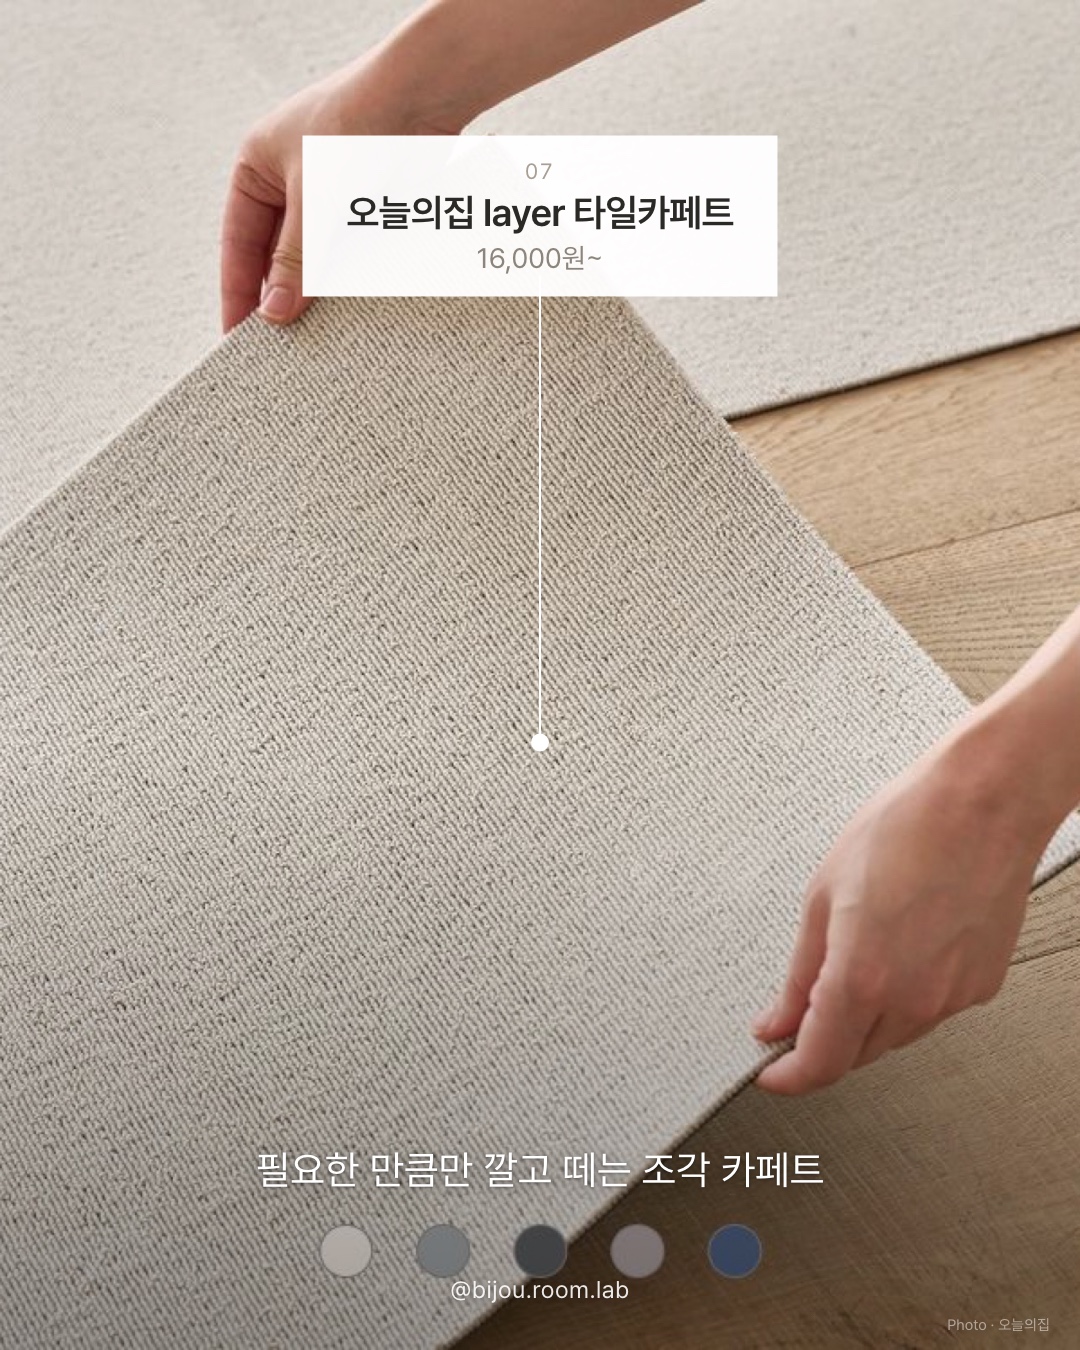 07
오늘의집 layer 타일카페트
16,000원~
필요한 만큼만 깔고 떼는 조각 카페트
@bijou.room.lab
Photo · 오늘의집